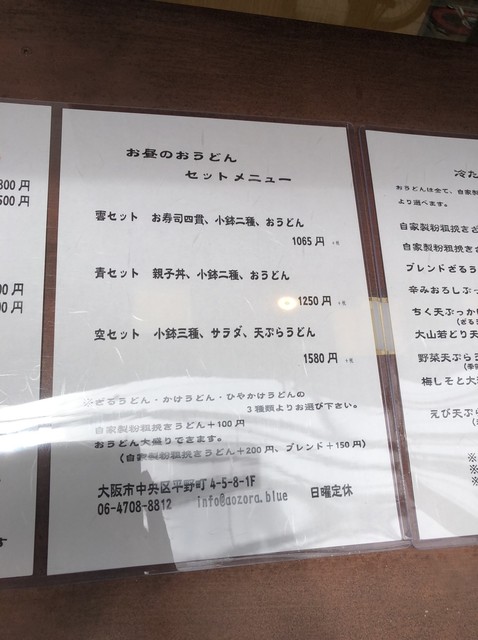 800円
500円
お昼のおうどん
セットメニュー
雲セット お寿司四貫、小鉢二種、おうどん
1065円 +税
青セット 親子丼、小鉢二種、おうどん
1250円 +税
空セット 小鉢三種、サラダ、天ぷらうどん
1580円 +税
ざるうどん・かけうどん・ひやかけうどんの
3種類よりお選び下さい。
自家製粉粗挽きうどん+100円
おうどん大盛りできます。
(自家製粉粗挽きうどん+200円、ブレンド+150円)
大阪市中央区平野町4-5-8-1F
06-4708-8812 info@aozora.blue 日曜定休
冷た
おうどんは全て、自家製
より選べます。
自家製粉粗挽きざ
自家製粉粗挽きざ
ブレンドざるう
辛みおろしぶっ
ちく天ぶっか
(ざる
大山若どり天
野菜天ぷら
(季節
梅しそと大
えび天ぷら